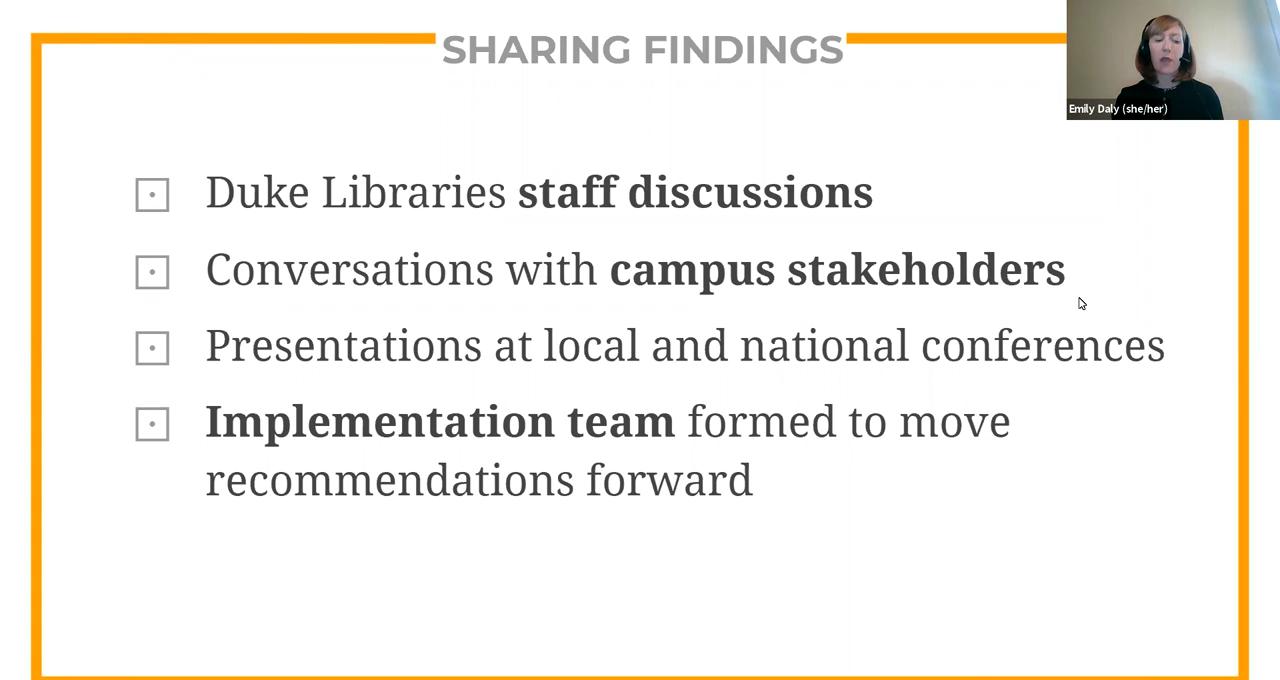 SHARING FINDINGS
Emily Daly (she/her)
Duke Libraries staff discussions
Conversations with campus stakeholders
Presentations at local and national conferences
Implementation team formed to move
recommendations forward